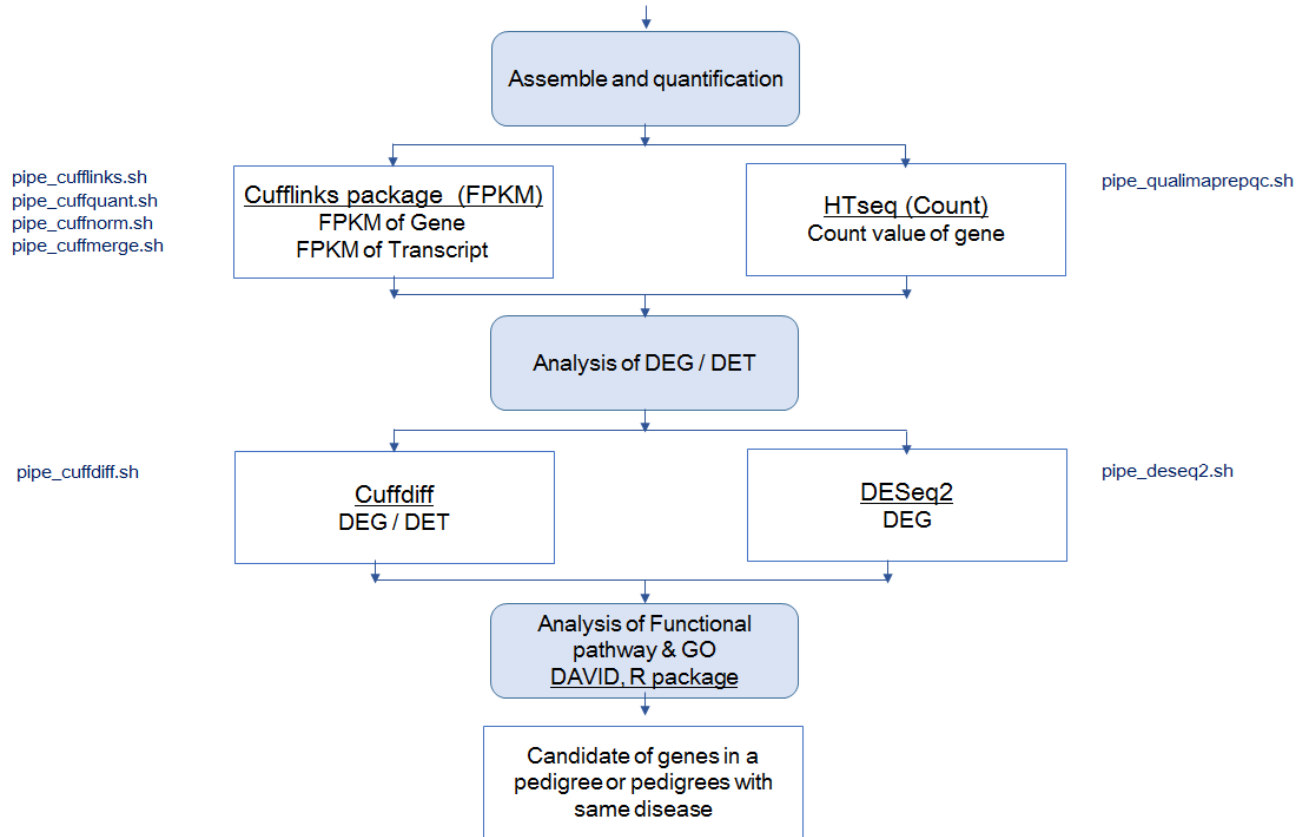 Assemble and quantification
pipe_cufflinks.sh
pipe_cuffquant.sh
pipe_cuffnorm.sh
pipe_cuffmerge.sh
Cufflinks package (FPKM)
FPKM of Gene
FPKM of Transcript
HTseq (Count)
Count value of gene
pipe_qualimaprepqc.sh
Analysis of DEG / DET
pipe_cuffdiff.sh
Cuffdiff
DEG / DET
DESeq2
DEG
pipe_deseq2.sh
Analysis of Functional
pathway & GO
DAVID, R package
Candidate of genes in a
pedigree or pedigrees with
same disease